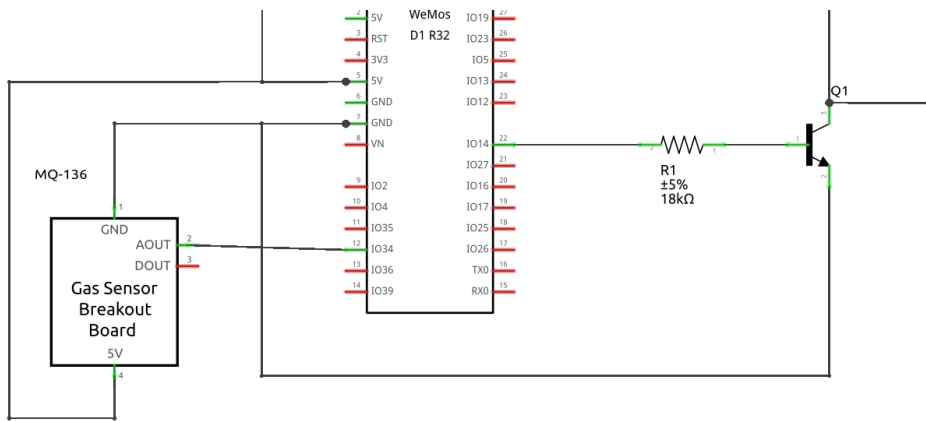 WeMos
D1 R32
2 5V
3 RST
4 3V3
5 5V
6 GND
7 GND
8 VN
9 IO2
10 IO4
11 IO35
12 IO34
13 IO36
14 IO39
27 IO19
26 IO23
25 IO5
24 IO13
23 IO12
22 IO14
21 IO27
20 IO16
19 IO17
18 IO25
17 IO26
16 TX0
15 RX0
MQ-136
1
GND
AOUT 2
DOUT 3
Gas Sensor
Breakout
Board
5V
4
2
1
R1
±5%
18kΩ
Q1
3
1
2